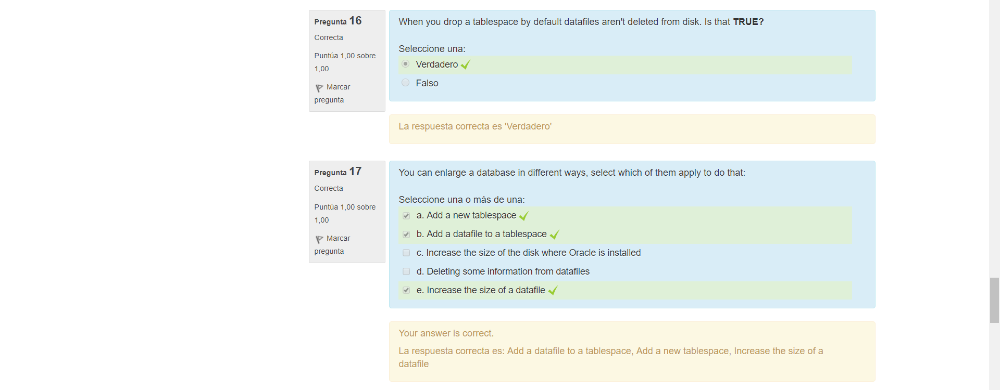 Pregunta 16
Correcta
Puntúa 1,00 sobre
1,00
Marcar
pregunta
When you drop a tablespace by default datafiles aren't deleted from disk. Is that TRUE?
Seleccione una:
Verdadero
Falso
La respuesta correcta es 'Verdadero'
Pregunta 17
Correcta
Puntúa 1,00 sobre
1,00
Marcar
pregunta
You can enlarge a database in different ways, select which of them apply to do that:
Seleccione una o más de una:
a. Add a new tablespace
b. Add a datafile to a tablespace
c. Increase the size of the disk where Oracle is installed
d. Deleting some information from datafiles
e. Increase the size of a datafile
Your answer is correct.
La respuesta correcta es: Add a datafile to a tablespace, Add a new tablespace, Increase the size of a
datafile